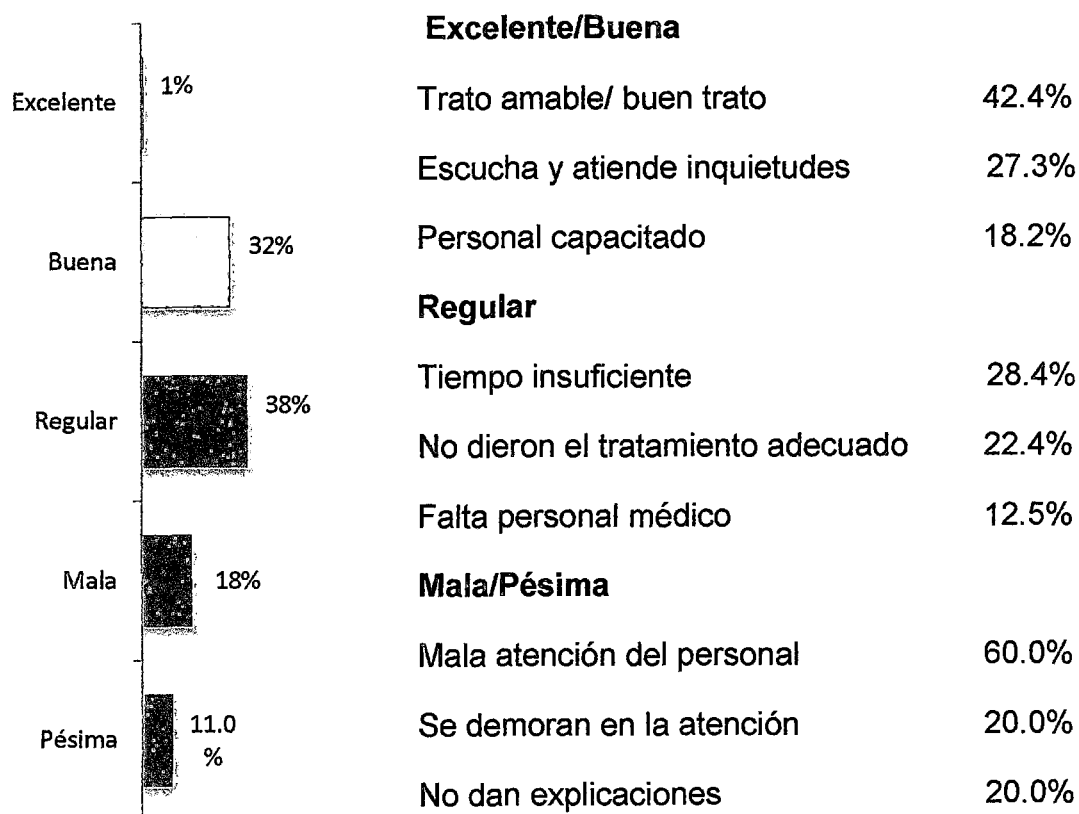 Excelente 1%
Buena 32%
Regular 38%
Mala 18%
Pésima 11.0
%
Excelente/Buena
Trato amable/ buen trato 42.4%
Escucha y atiende inquietudes 27.3%
Personal capacitado 18.2%
Regular
Tiempo insuficiente 28.4%
No dieron el tratamiento adecuado 22.4%
Falta personal médico 12.5%
Mala/Pésima
Mala atención del personal 60.0%
Se demoran en la atención 20.0%
No dan explicaciones 20.0%